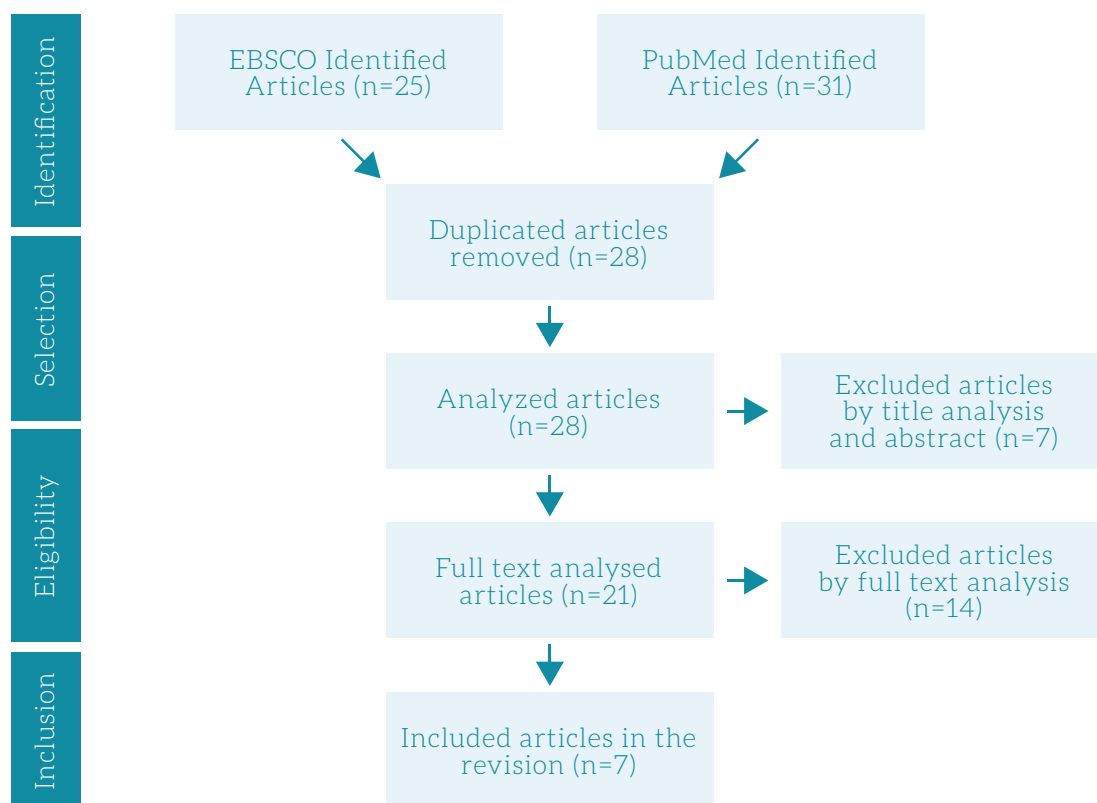 Identification
EBSCO Identified
Articles (n=25)
PubMed Identified
Articles (n=31)
Duplicated articles
removed (n=28)
Selection
Analyzed articles
(n=28)
Excluded articles
by title analysis
and abstract (n=7)
Eligibility
Full text analysed
articles (n=21)
Excluded articles
by full text analysis
(n=14)
Inclusion
Included articles in the
revision (n=7)